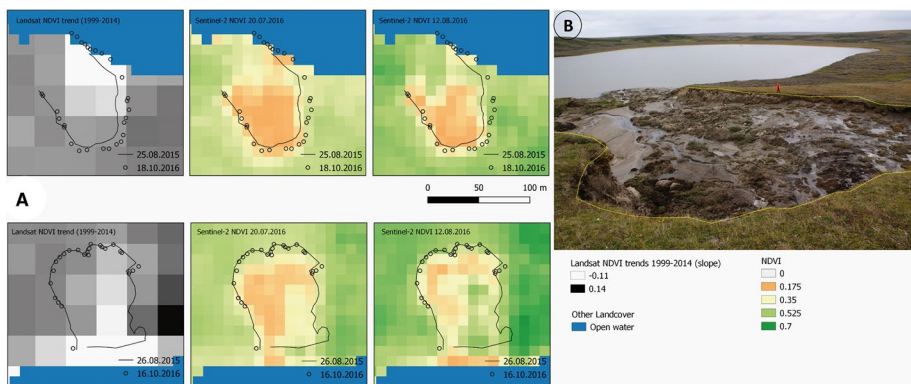 Landsat NDVI trend (1999-2014)
25.08.2015
18.10.2016
Sentinel-2 NDVI 20.07.2016
25.08.2015
18.10.2016
Sentinel-2 NDVI 12.08.2016
25.08.2015
18.10.2016
B
A
0 50 100 m
Landsat NDVI trend (1999-2014)
26.08.2015
16.10.2016
Sentinel-2 NDVI 20.07.2016
26.08.2015
16.10.2016
Sentinel-2 NDVI 12.08.2016
26.08.2015
16.10.2016
Landsat NDVI trends 1999-2014 (slope)
-0.11
0.14
Other Landcover
Open water
NDVI
0
0.175
0.35
0.525
0.7